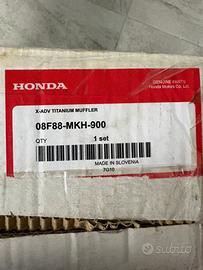 HONDA
GENUINE PARTS
Honda Motor Co., Ltd.
X-ADV TITANIUM MUFFLER
08F88-MKH-900
QTY 1 set
MADE IN SLOVENIA
7G10
subito